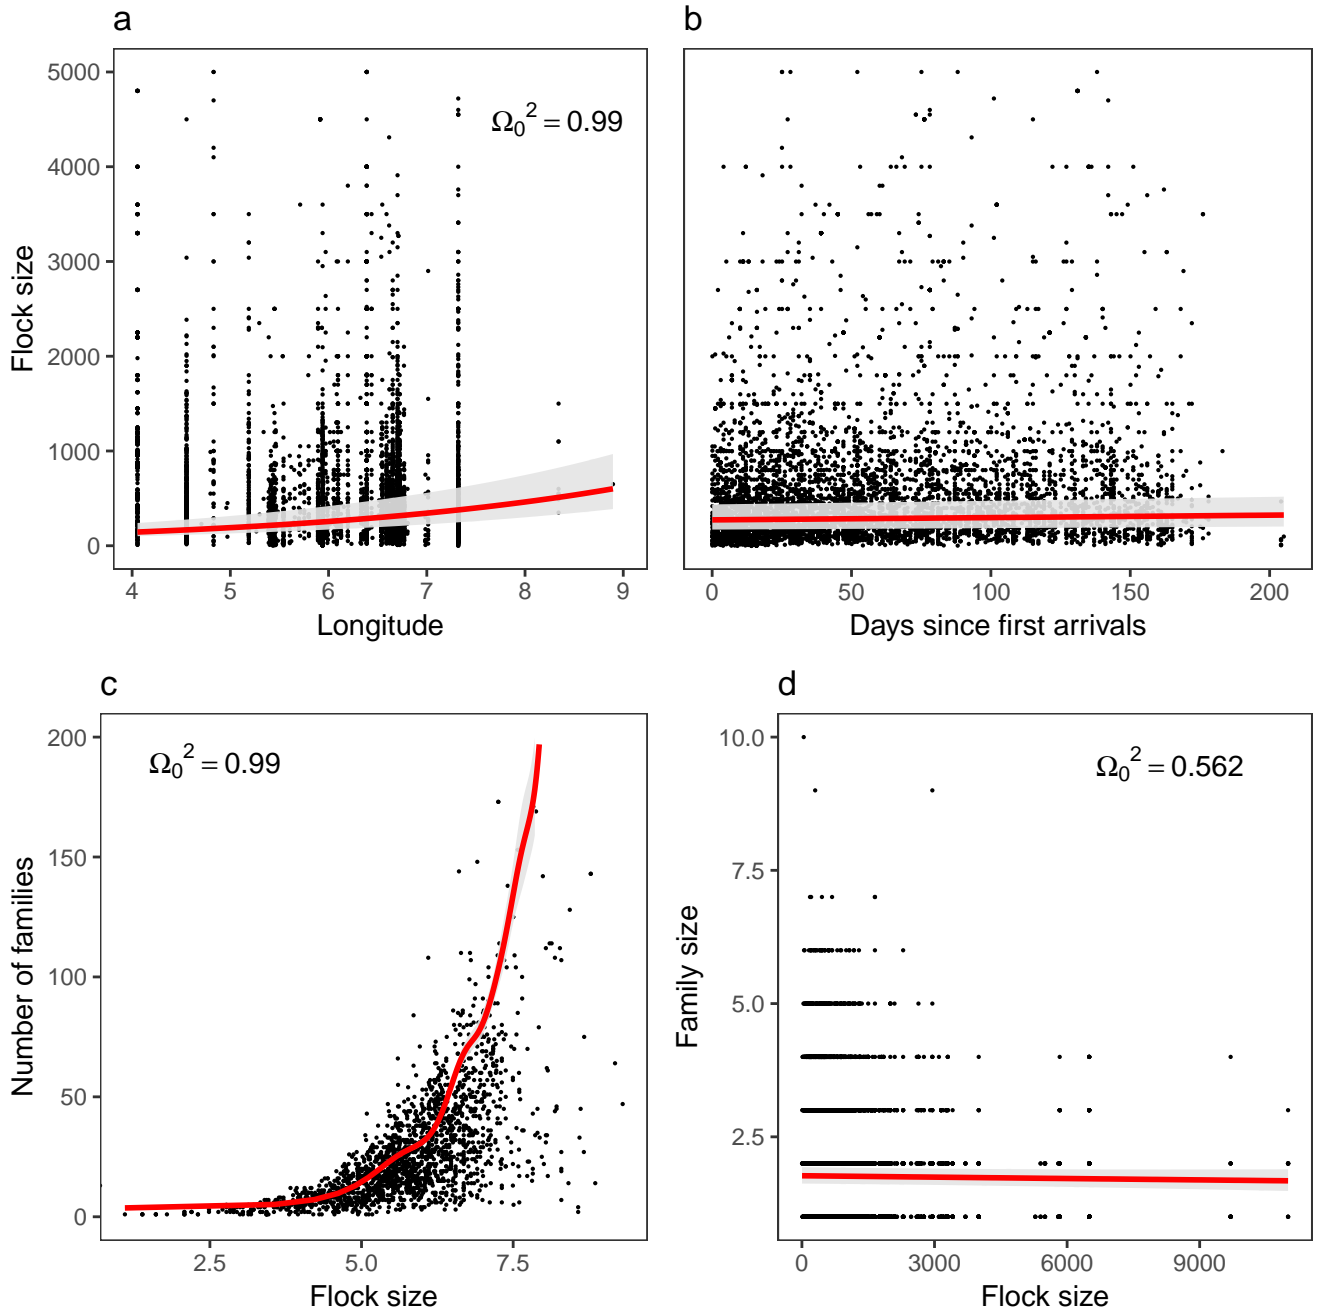 a
b
5000
4000
3000
2000
1000
0
Flock size
Ω₀² = 0.99
4 5 6 7 8 9
Longitude
0 50 100 150 200
Days since first arrivals
c
d
200
150
100
50
0
Number of families
Ω₀² = 0.99
2.5 5.0 7.5
Flock size
10.0
7.5
5.0
2.5
Family size
Ω₀² = 0.562
0 3000 6000 9000
Flock size